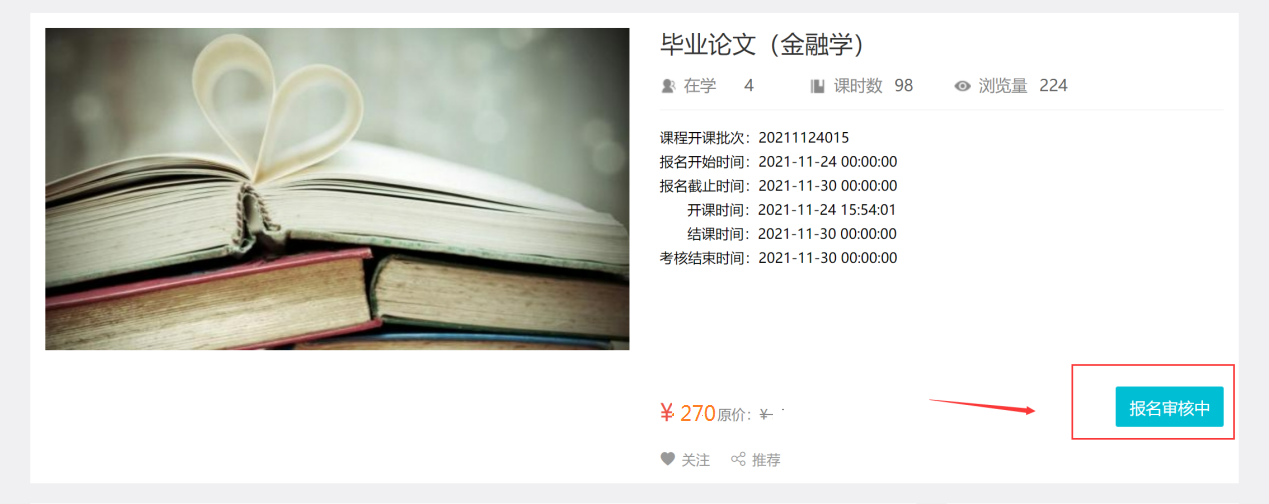 毕业论文（金融学）
在学 4 课时数 98 浏览量 224
课程开课批次：20211124015
报名开始时间：2021-11-24 00:00:00
报名截止时间：2021-11-30 00:00:00
开课时间：2021-11-24 15:54:01
结课时间：2021-11-30 00:00:00
考核结束时间：2021-11-30 00:00:00
¥ 270原价：¥
报名审核中
关注 推荐